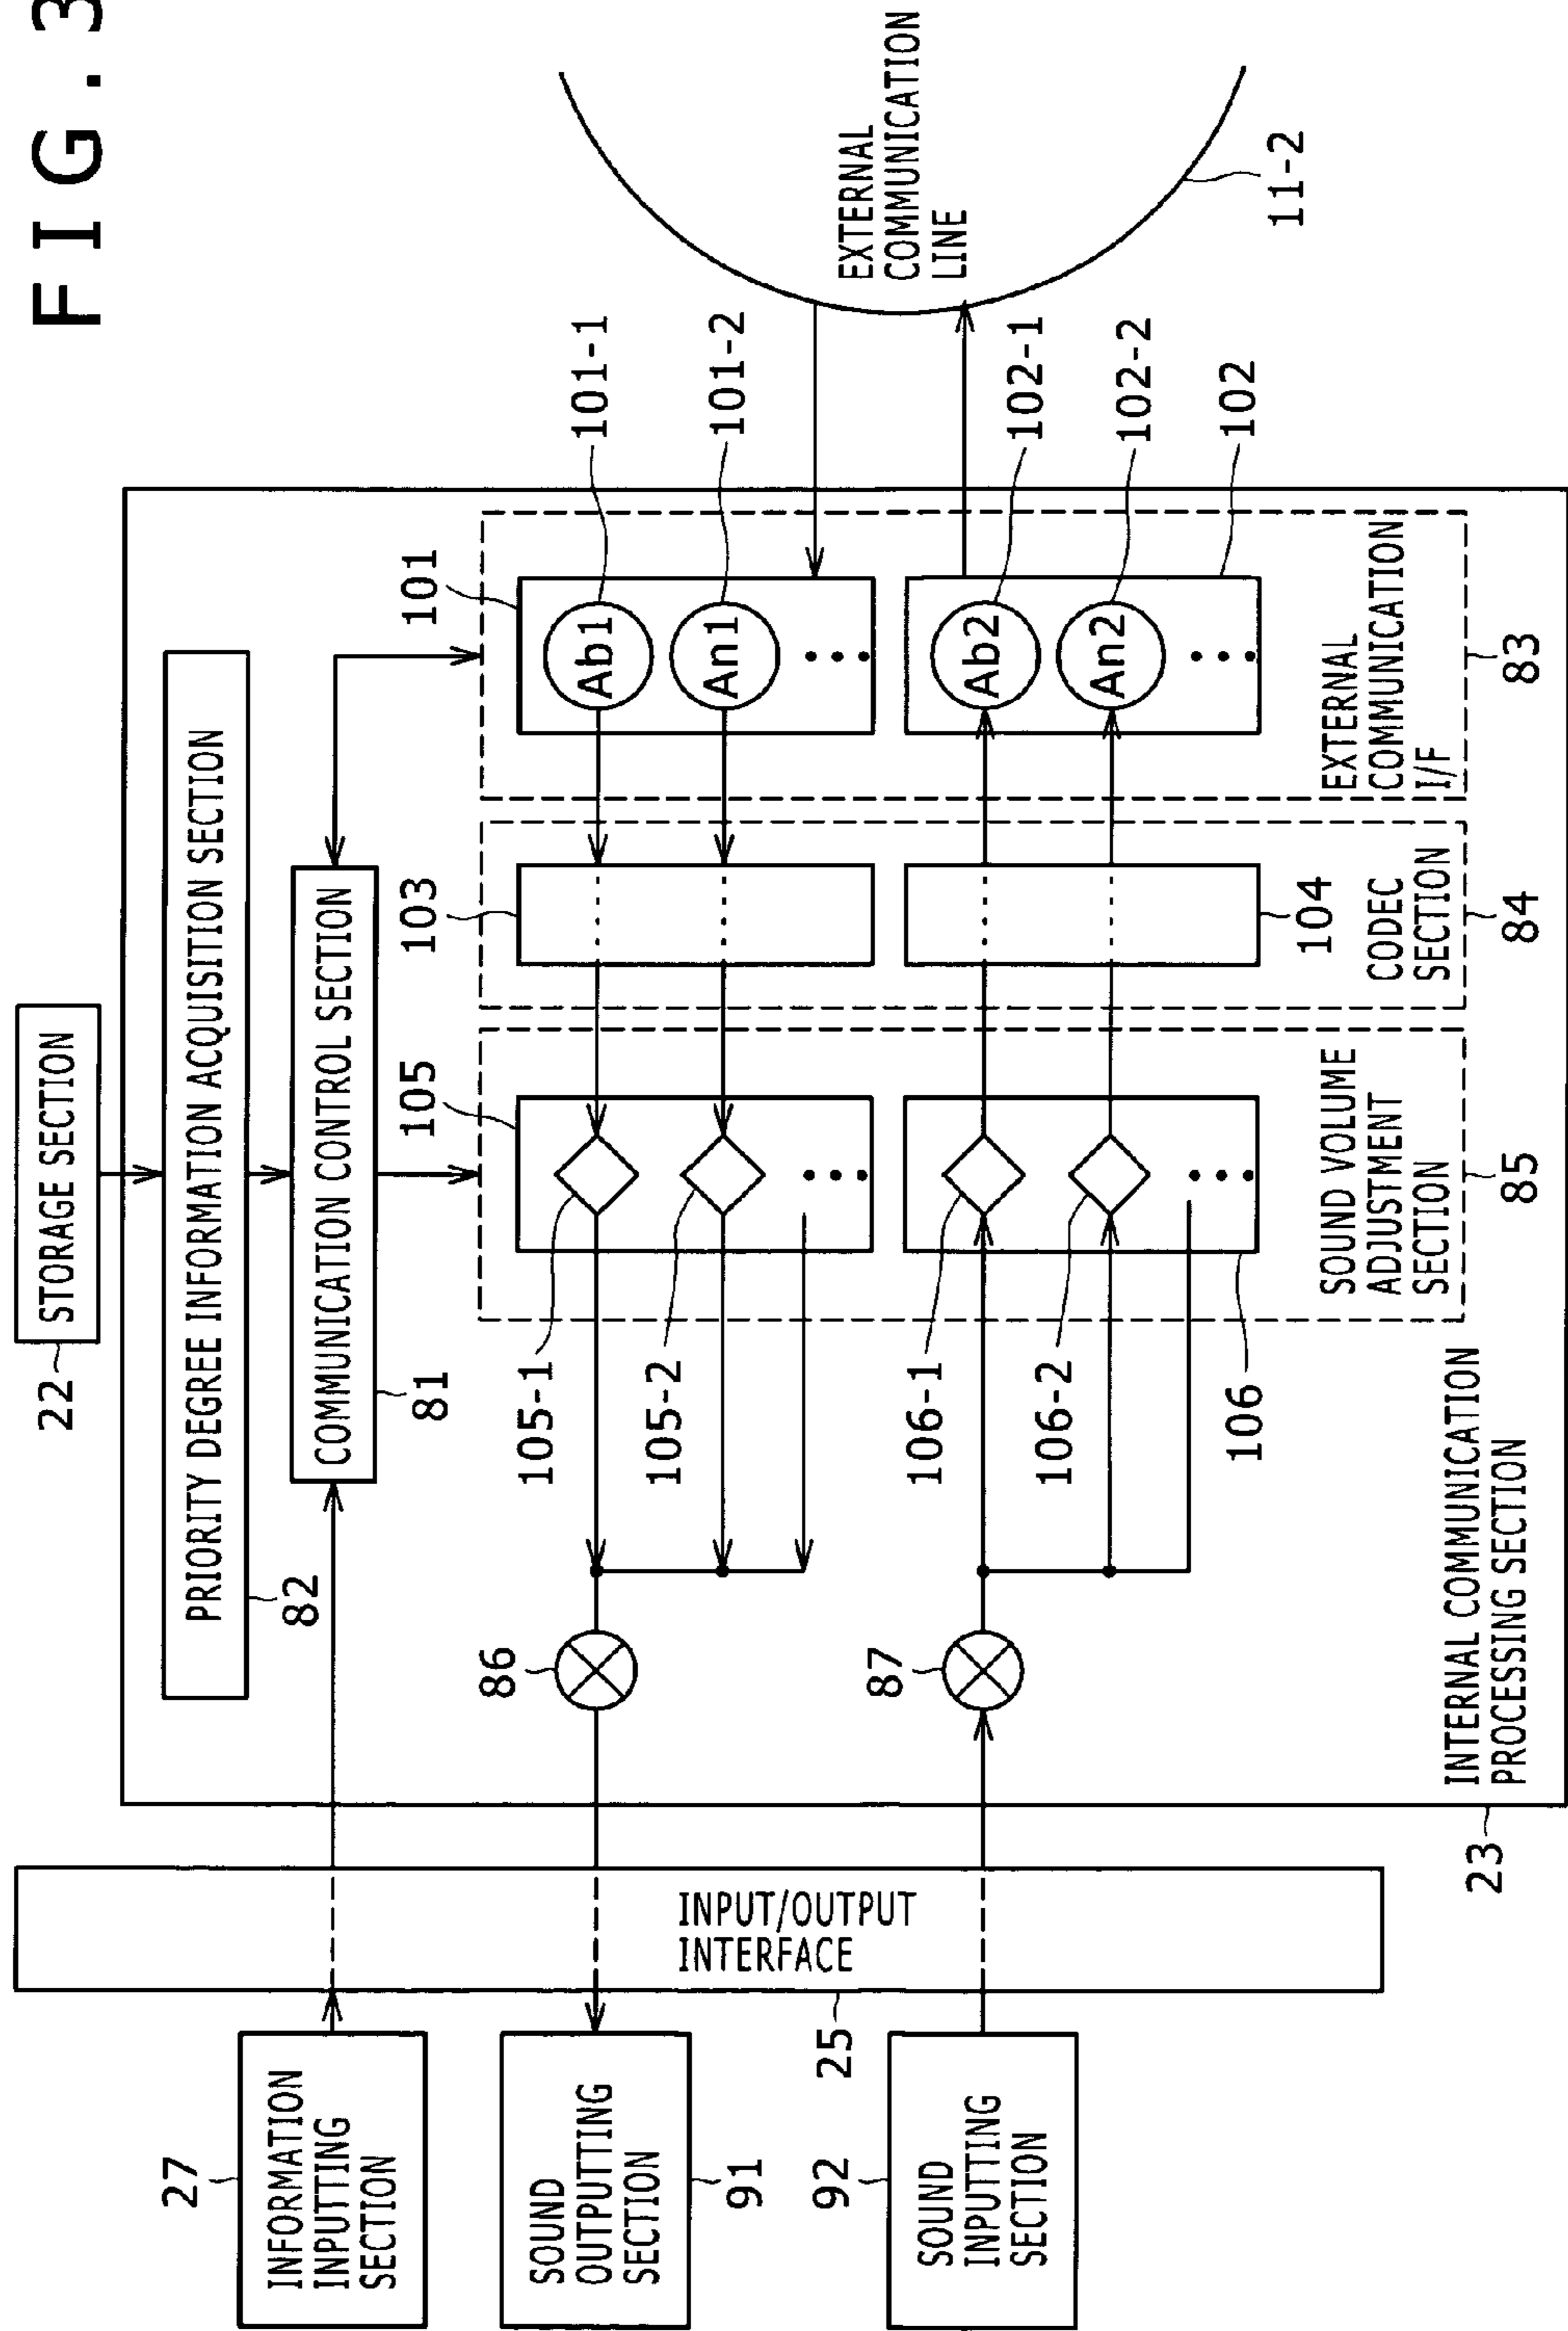 FIG.3
22
STORAGE SECTION
PRIORITY DEGREE INFORMATION ACQUISITION SECTION
82
COMMUNICATION CONTROL SECTION
81
27
INFORMATION
INPUTTING
SECTION
SOUND
OUTPUTTING
SECTION
91
92
SOUND
INPUTTING
SECTION
INPUT/OUTPUT
INTERFACE
25
86
87
105
105-1
105-2
106-1
106-2
106
SOUND VOLUME
ADJUSTMENT
SECTION
85
103
104
CODEC
SECTION
84
101
Ab1
101-1
An1
101-2
Ab2
102-1
An2
102-2
102
EXTERNAL
COMMUNICATION
I/F
83
EXTERNAL
COMMUNICATION
LINE
11-2
INTERNAL COMMUNICATION
PROCESSING SECTION
23